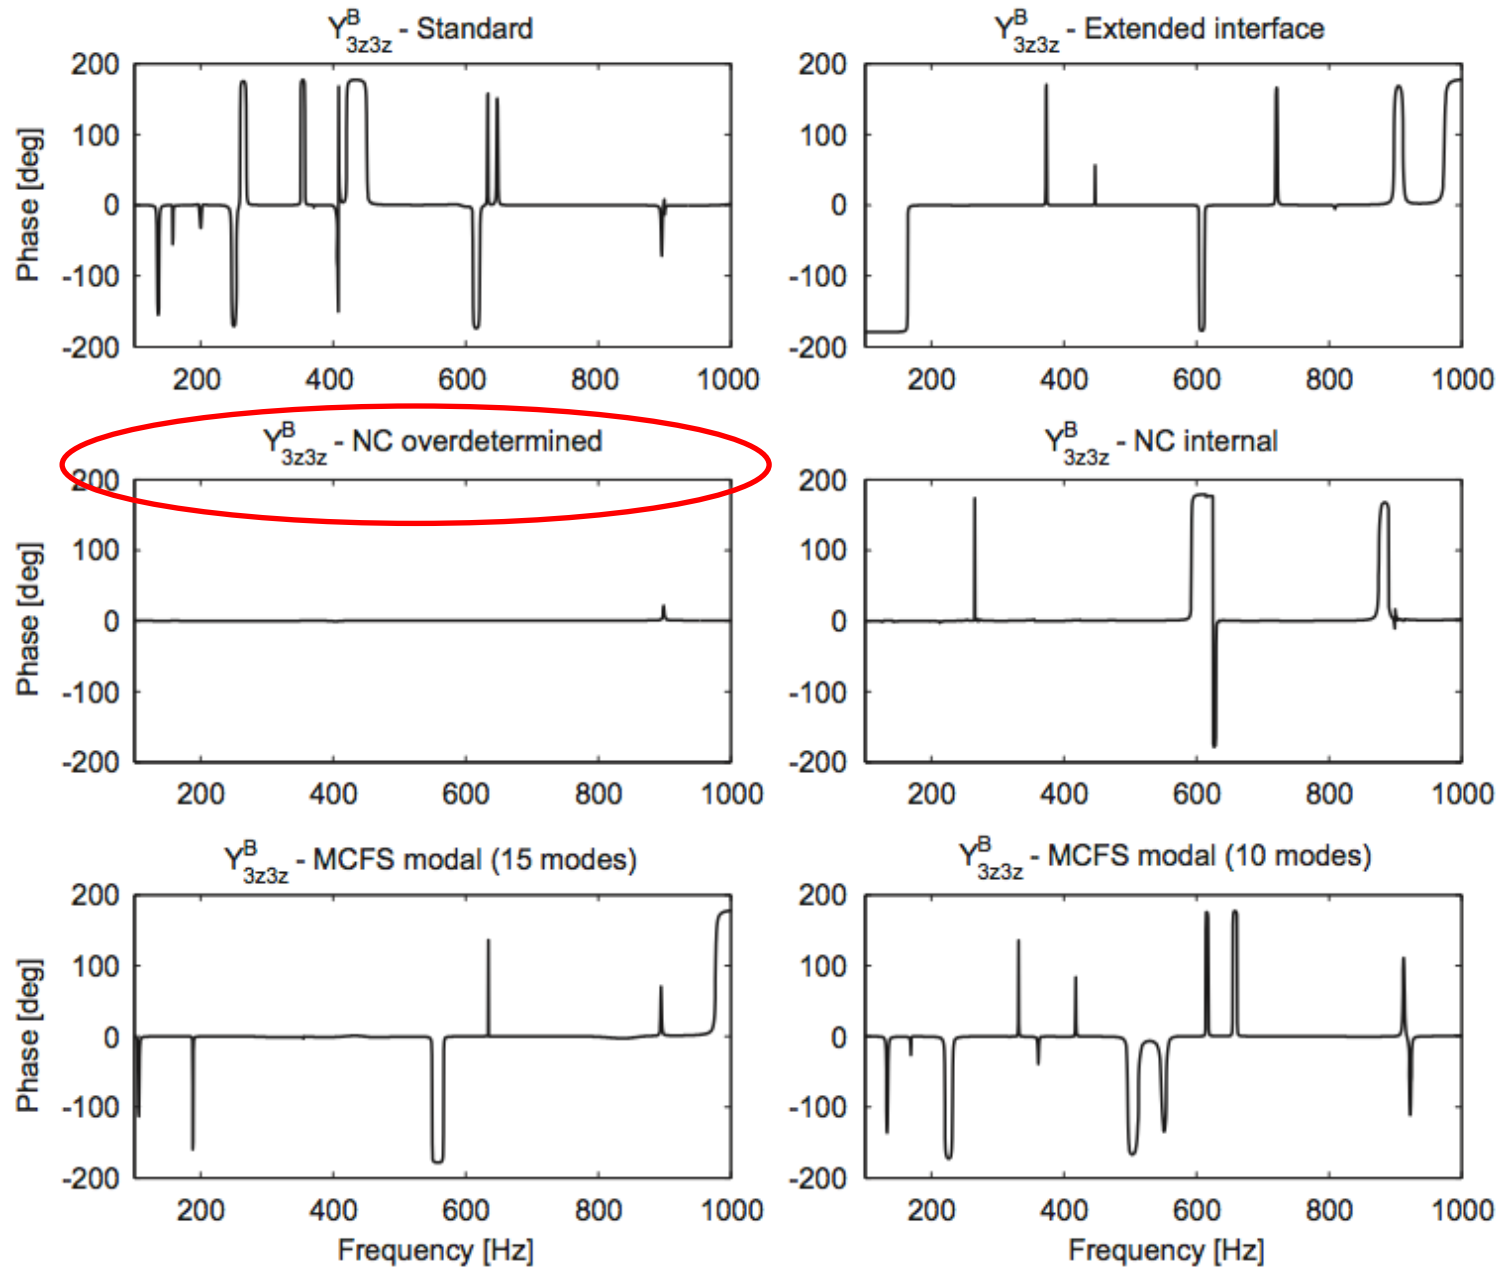 Y^B_3z3z - Standard
Y^B_3z3z - Extended interface
Phase [deg]
200
100
0
-100
-200
200 400 600 800 1000
200
100
0
-100
-200
200 400 600 800 1000
Y^B_3z3z - NC overdetermined
Y^B_3z3z - NC internal
Phase [deg]
200
100
0
-100
-200
200 400 600 800 1000
200
100
0
-100
-200
200 400 600 800 1000
Y^B_3z3z - MCFS modal (15 modes)
Y^B_3z3z - MCFS modal (10 modes)
Phase [deg]
200
100
0
-100
-200
200 400 600 800 1000
Frequency [Hz]
200
100
0
-100
-200
200 400 600 800 1000
Frequency [Hz]